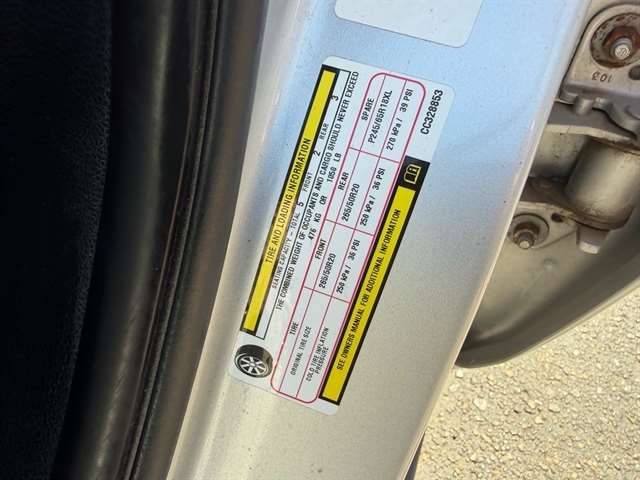 TIRE AND LOADING INFORMATION
SEATING CAPACITY - TOTAL 5 FRONT 2 REAR 3
THE COMBINED WEIGHT OF OCCUPANTS AND CARGO SHOULD NEVER EXCEED
476 KG OR 1050 LB
TIRE FRONT REAR SPARE
ORIGINAL TIRE SIZE 265/50R20 265/50R20 P245/65R18XL
COLD TIRE INFLATION PRESSURE 250 kPa / 36 PSI 250 kPa / 36 PSI 270 kPa / 39 PSI
SEE OWNERS MANUAL FOR ADDITIONAL INFORMATION
CC328853
201